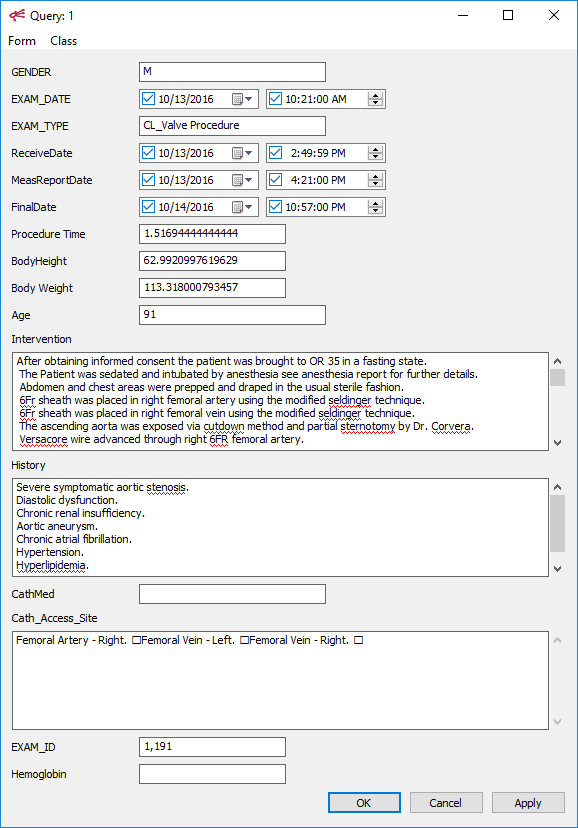 Query: 1
Form Class
GENDER M
EXAM_DATE 10/13/2016 10:21:00 AM
EXAM_TYPE CL_Valve Procedure
ReceiveDate 10/13/2016 2:49:59 PM
MeasReportDate 10/13/2016 4:21:00 PM
FinalDate 10/14/2016 10:57:00 PM
Procedure Time 1.51694444444444
BodyHeight 62.9920997619629
Body Weight 113.318000793457
Age 91
Intervention
After obtaining informed consent the patient was brought to OR 35 in a fasting state.
The Patient was sedated and intubated by anesthesia see anesthesia report for further details.
Abdomen and chest areas were prepped and draped in the usual sterile fashion.
6Fr sheath was placed in right femoral artery using the modified seldinger technique.
6Fr sheath was placed in right femoral vein using the modified seldinger technique.
The ascending aorta was exposed via cutdown method and partial sternotomy by Dr. Corvera.
Versacore wire advanced through right 6FR femoral artery.
History
Severe symptomatic aortic stenosis.
Diastolic dysfunction.
Chronic renal insufficiency.
Aortic aneurysm.
Chronic atrial fibrillation.
Hypertension.
Hyperlipidemia.
CathMed
Cath_Access_Site
Femoral Artery - Right. □Femoral Vein - Left. □Femoral Vein - Right. □
EXAM_ID 1,191
Hemoglobin
OK Cancel Apply